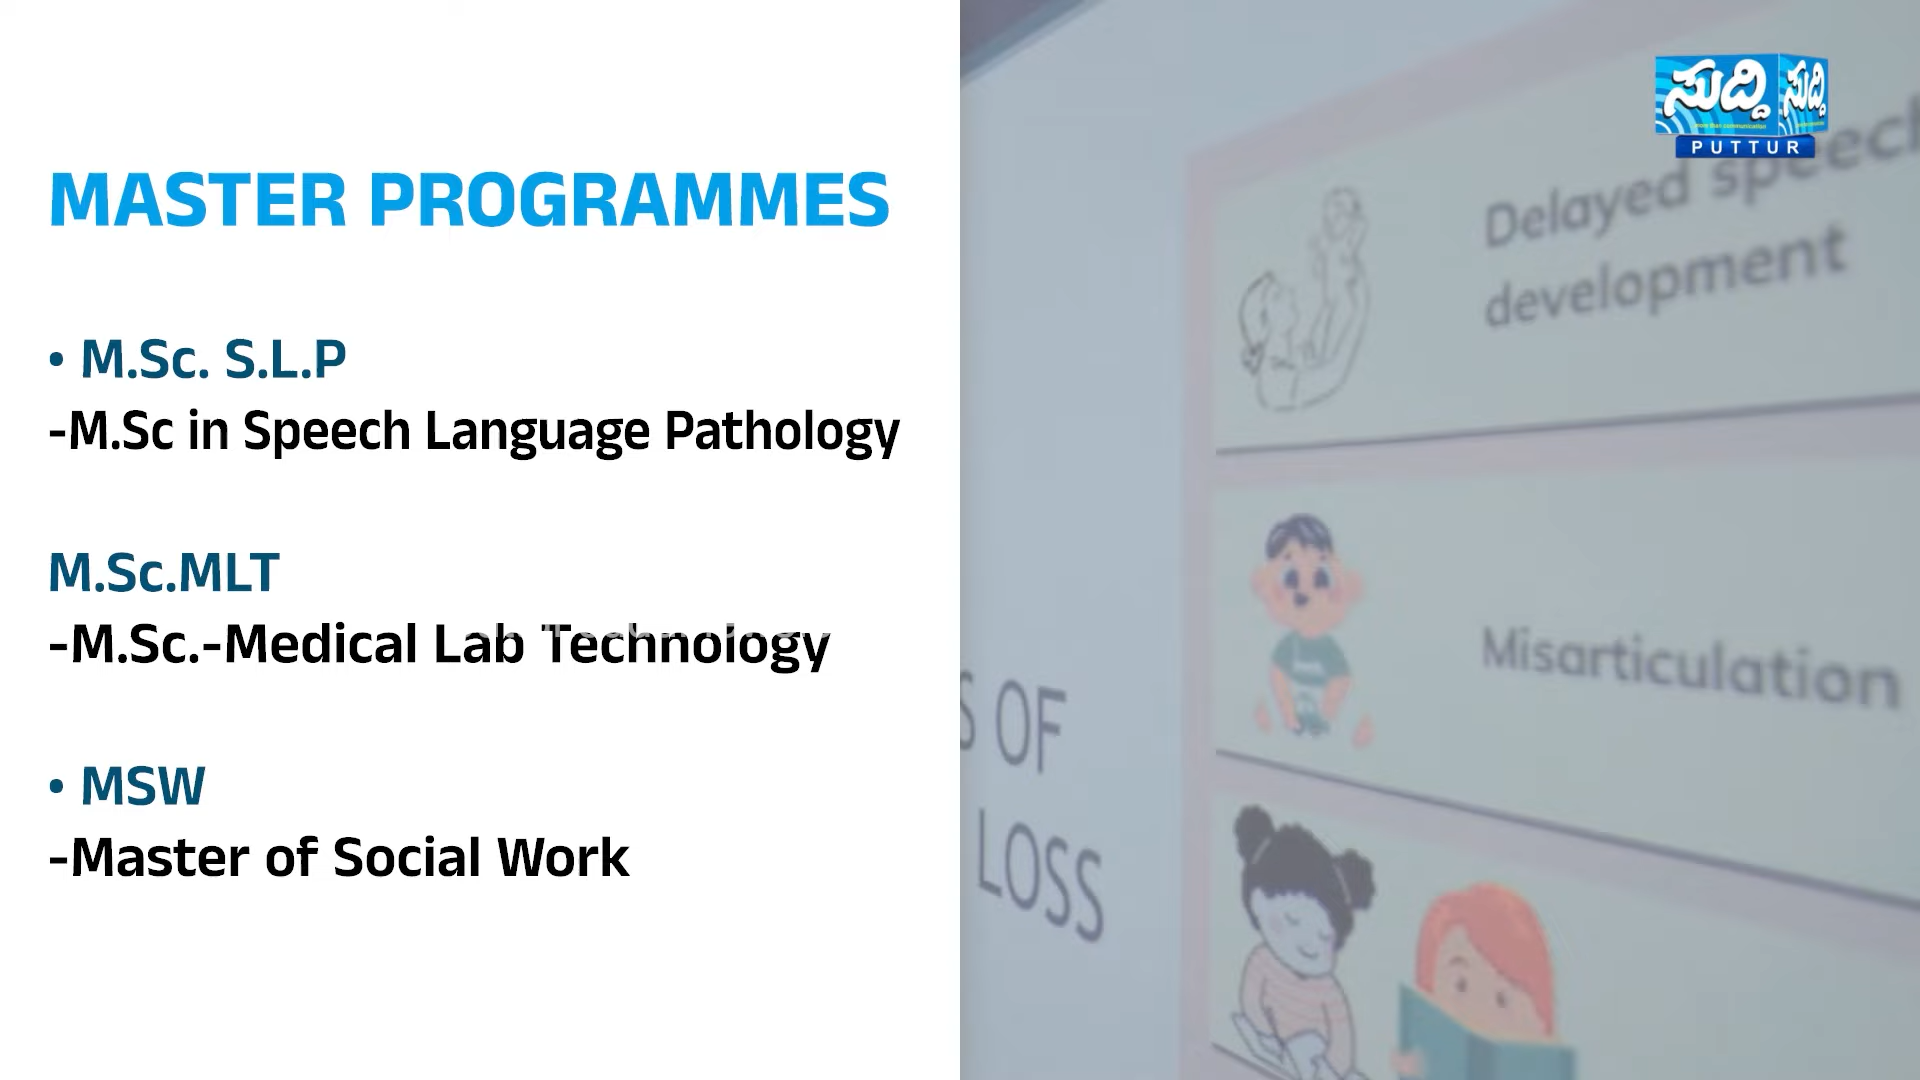 MASTER PROGRAMMES
• M.Sc. S.L.P
-M.Sc in Speech Language Pathology
M.Sc.MLT
-M.Sc.-Medical Lab Technology
• MSW
-Master of Social Work
ಸುದ್ದಿ ಸುದ್ದಿ
PUTTUR
Delayed speech
development
Misarticulation
S OF
LOSS